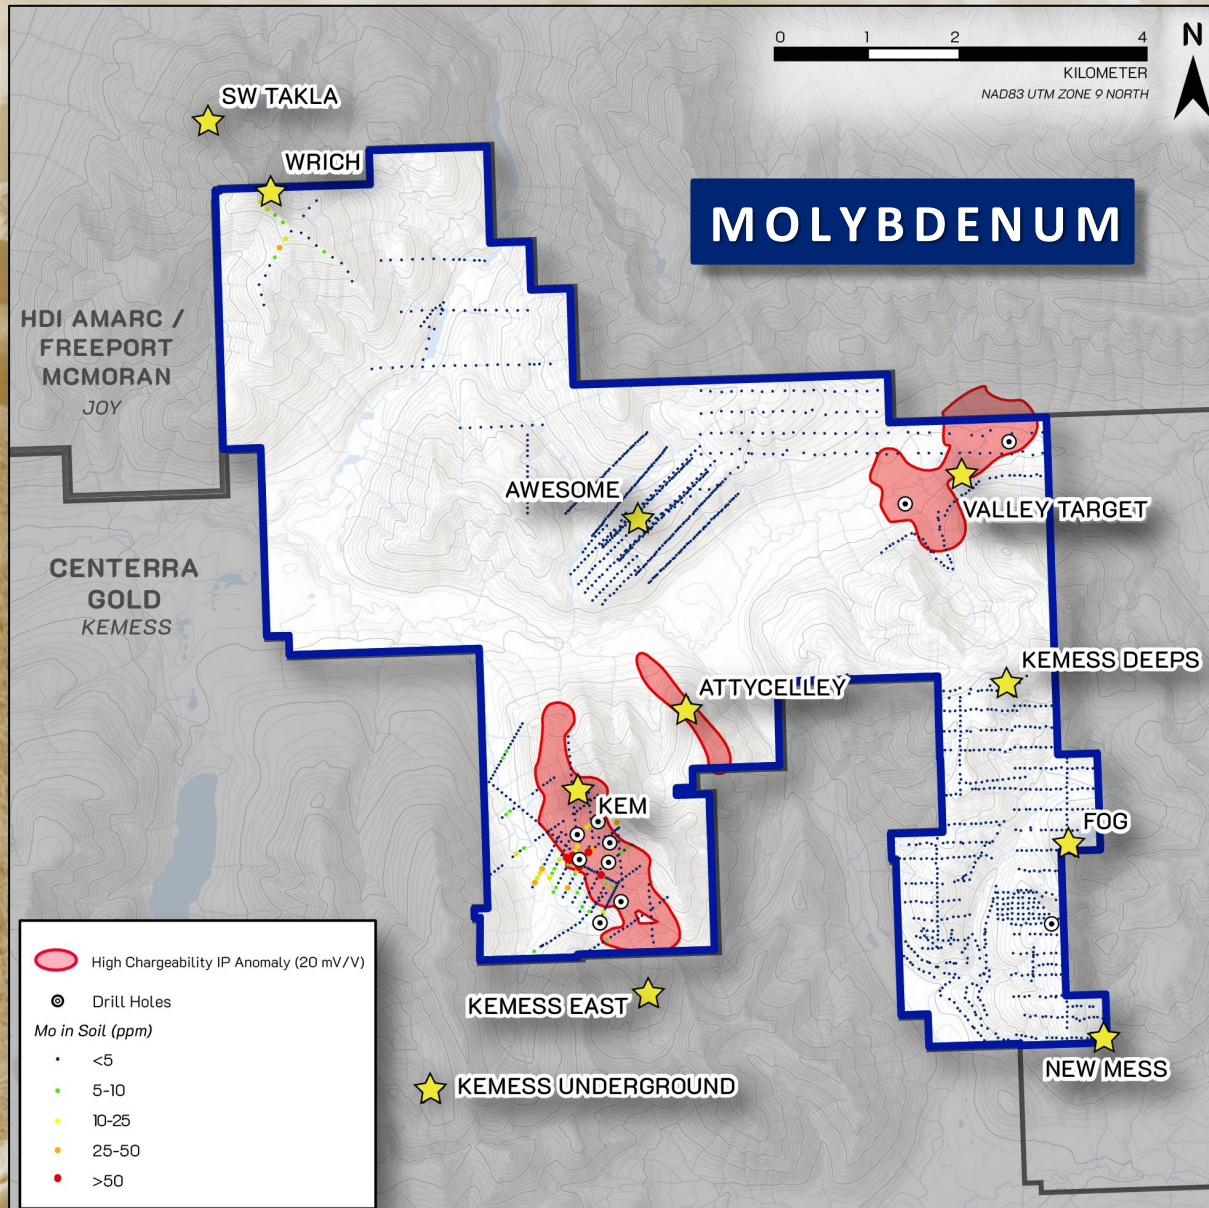 0 1 2 4
N
KILOMETER
NAD83 UTM ZONE 9 NORTH
SW TAKLA
WRICH
MOLYBDENUM
HDI AMARC /
FREEPORT
MCMORAN
JOY
AWESOME
VALLEY TARGET
CENTERRA
GOLD
KEMESS
KEMESS DEEPS
ATTYCELLEY
KEM
FOG
KEMESS EAST
NEW MESS
KEMESS UNDERGROUND
High Chargeability IP Anomaly (20 mV/V)
Drill Holes
Mo in Soil (ppm)
<5
5-10
10-25
25-50
>50